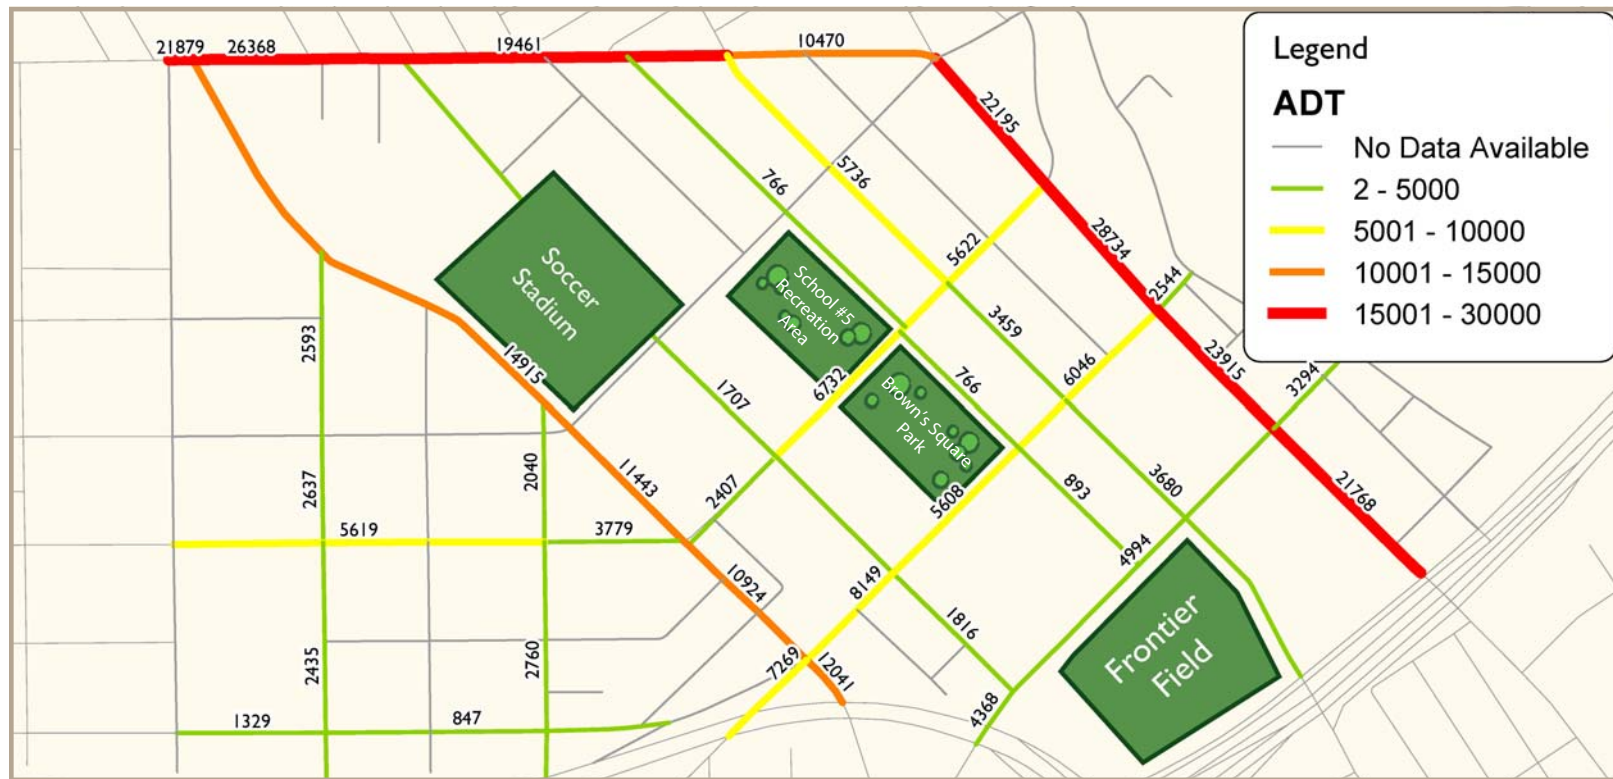 21879
26368
19461
10470
Legend
ADT
No Data Available
2 - 5000
5001 - 10000
10001 - 15000
15001 - 30000
22195
766
5736
5622
28734
2544
Soccer
Stadium
School #5
Recreation
Area
2593
14915
3459
6046
23915
3294
1707
6732
766
Brown's Square
Park
2637
2040
11443
2407
5608
893
3680
21768
5619
3779
4994
10924
8149
1816
2435
2760
7269
12041
4368
Frontier
Field
1329
847